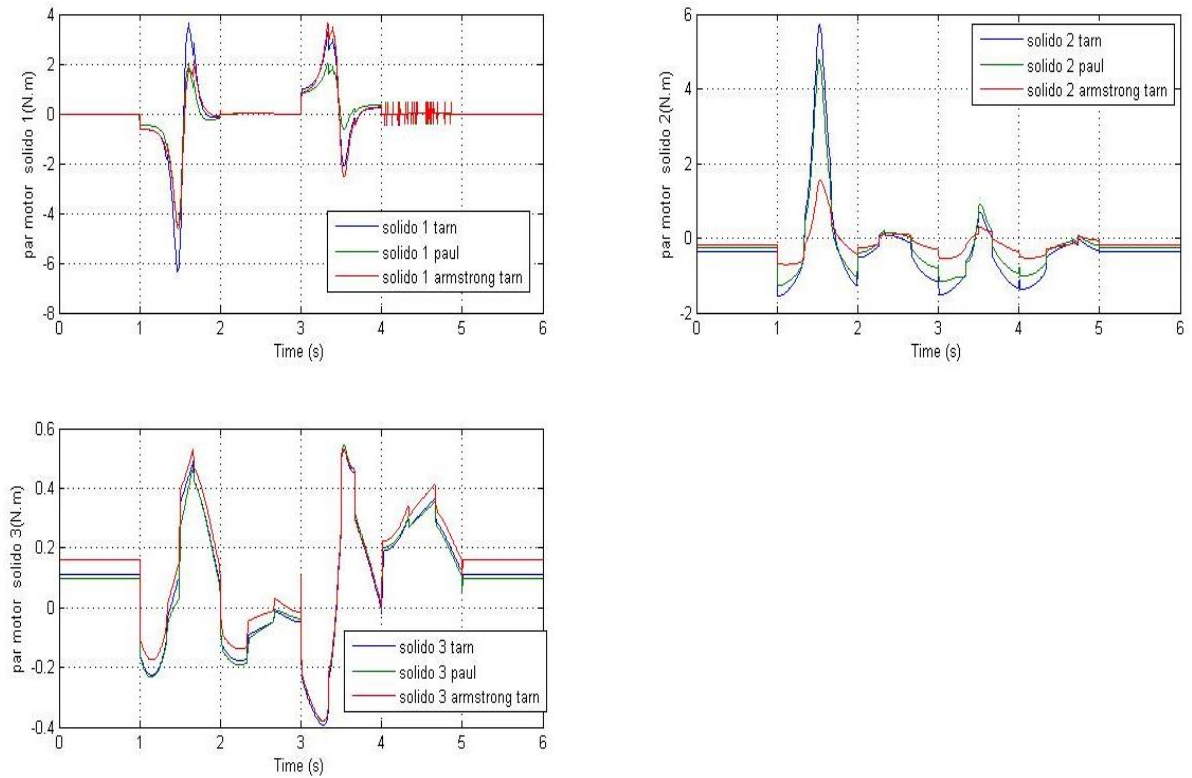 4
2
0
-2
-4
-6
-8
par motor solido 1(N.m)
solido 1 tarn
solido 1 paul
solido 1 armstrong tarn
0 1 2 3 4 5 6
Time (s)
6
4
2
0
-2
par motor solido 2(N.m)
solido 2 tarn
solido 2 paul
solido 2 armstrong tarn
0 1 2 3 4 5 6
Time (s)
0.6
0.4
0.2
0
-0.2
-0.4
par motor solido 3(N.m)
solido 3 tarn
solido 3 paul
solido 3 armstrong tarn
0 1 2 3 4 5 6
Time (s)